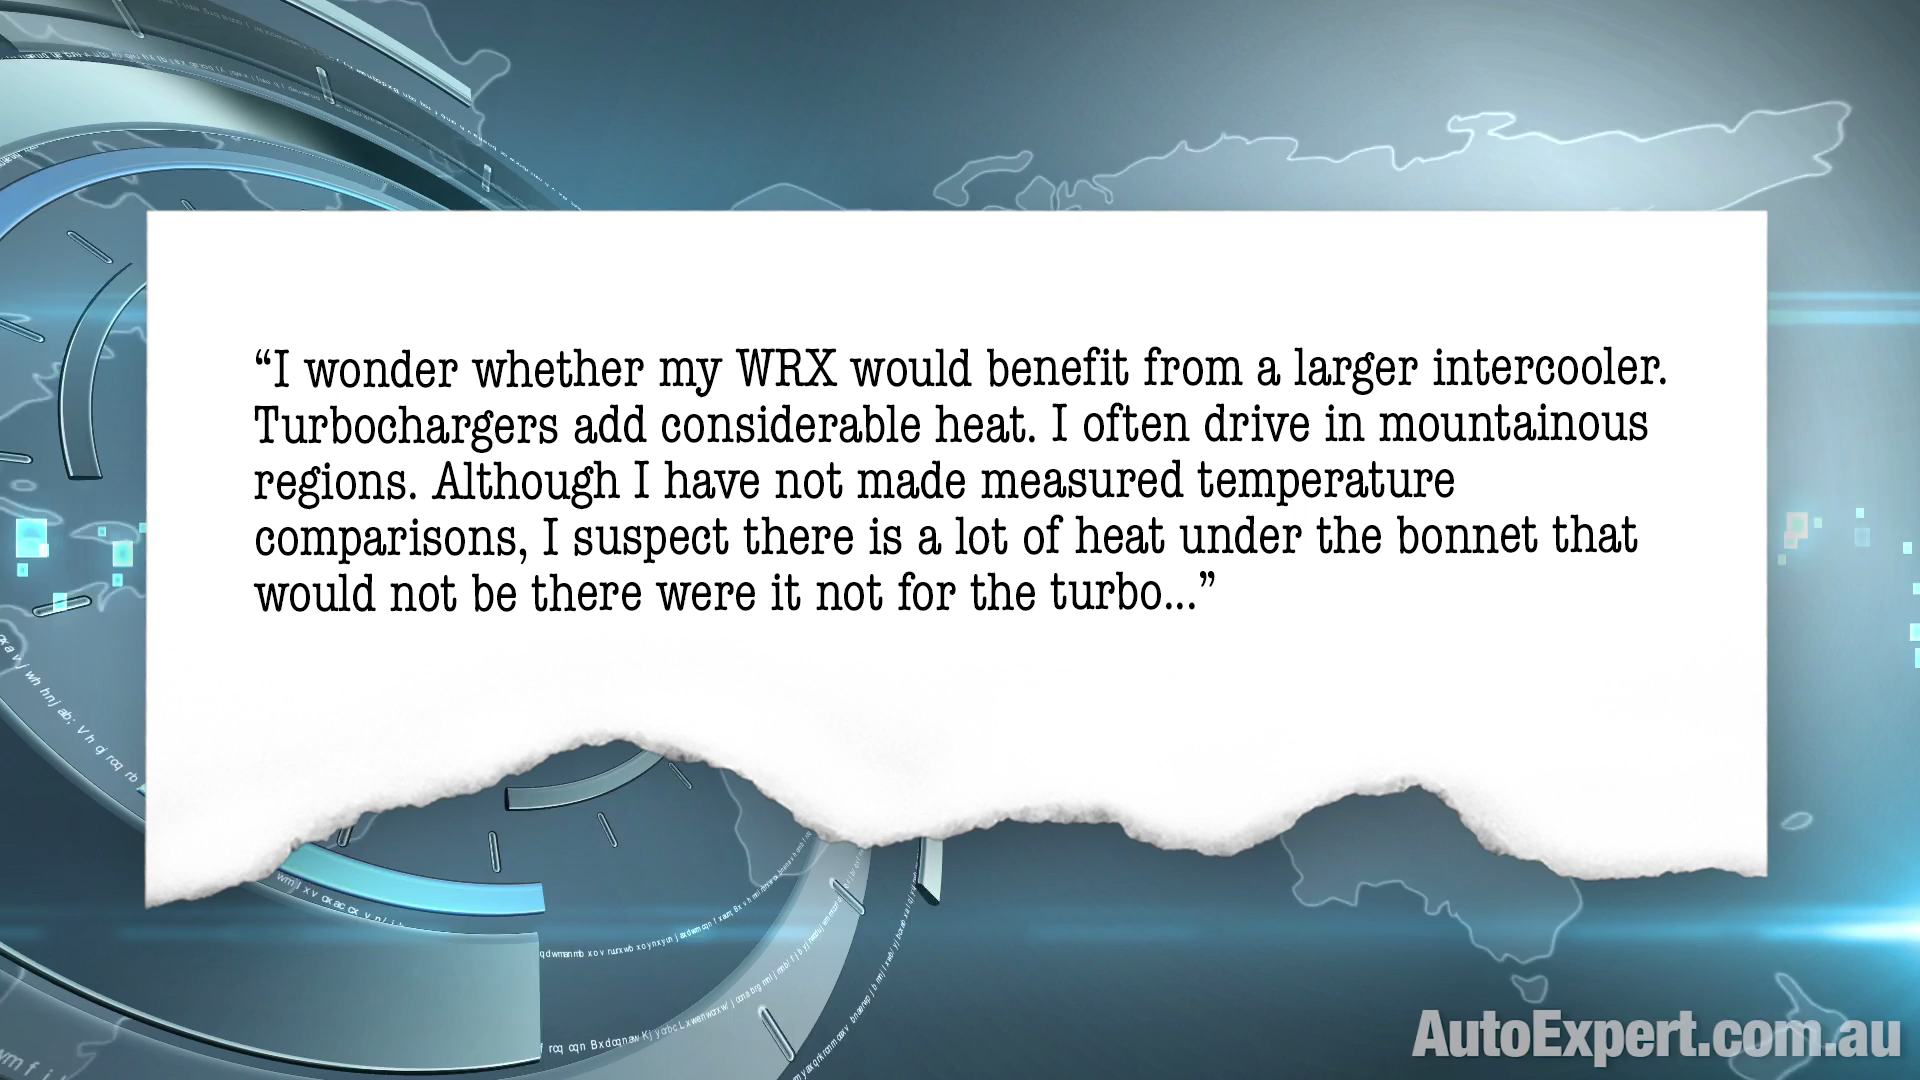 “I wonder whether my WRX would benefit from a larger intercooler.
Turbochargers add considerable heat. I often drive in mountainous
regions. Although I have not made measured temperature
comparisons, I suspect there is a lot of heat under the bonnet that
would not be there were it not for the turbo...”
AutoExpert.com.au